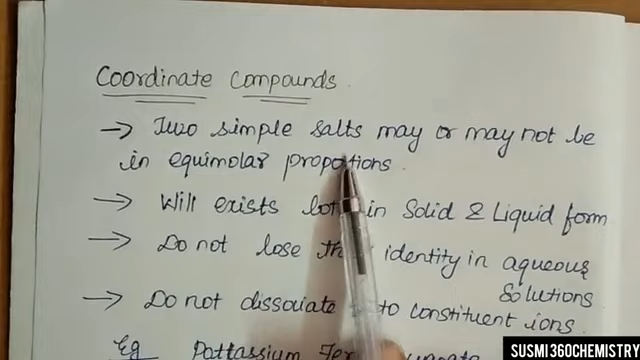 Coordinate Compounds.
→ Two simple salts may or may not be
in equimolar proportions.
→ Will exists in Solid & Liquid form
→ Do not lose identity in aqueous
Solutions
→ Do not dissociate constituent ions.
Eg Pottassium
SUSMI360CHEMISTRY